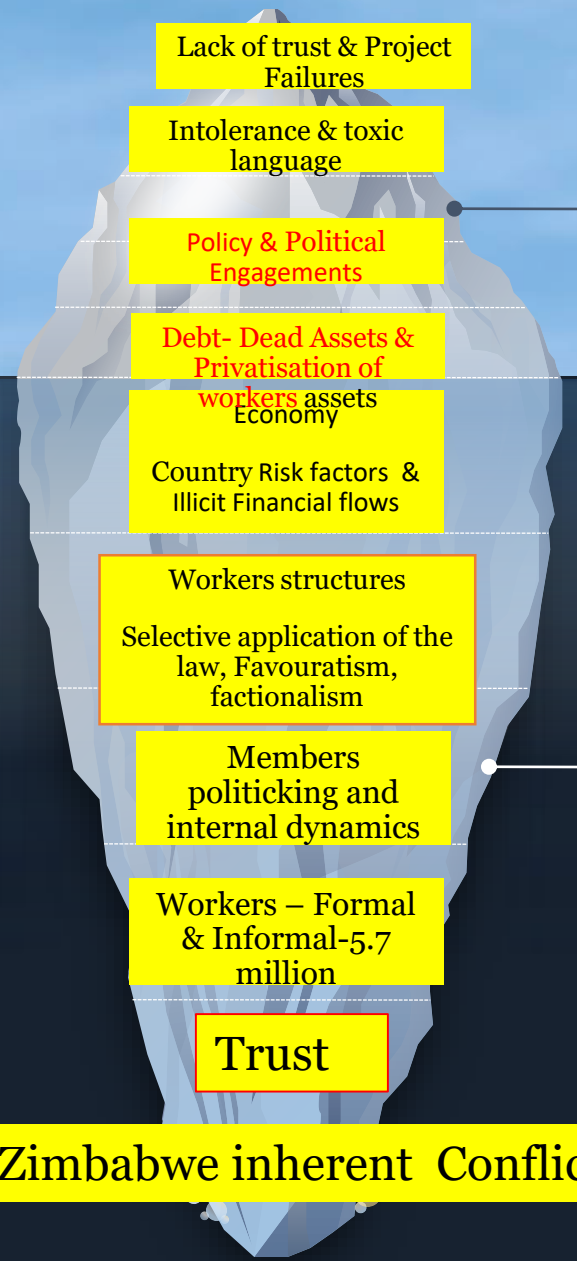 Lack of trust & Project
Failures
Intolerance & toxic
language
Policy & Political
Engagements
Debt- Dead Assets &
Privatisation of
workers assets
Economy
Country Risk factors &
Illicit Financial flows
Workers structures
Selective application of the
law, Favouratism,
factionalism
Members
politicking and
internal dynamics
Workers – Formal
& Informal-5.7
million
Trust
Zimbabwe inherent